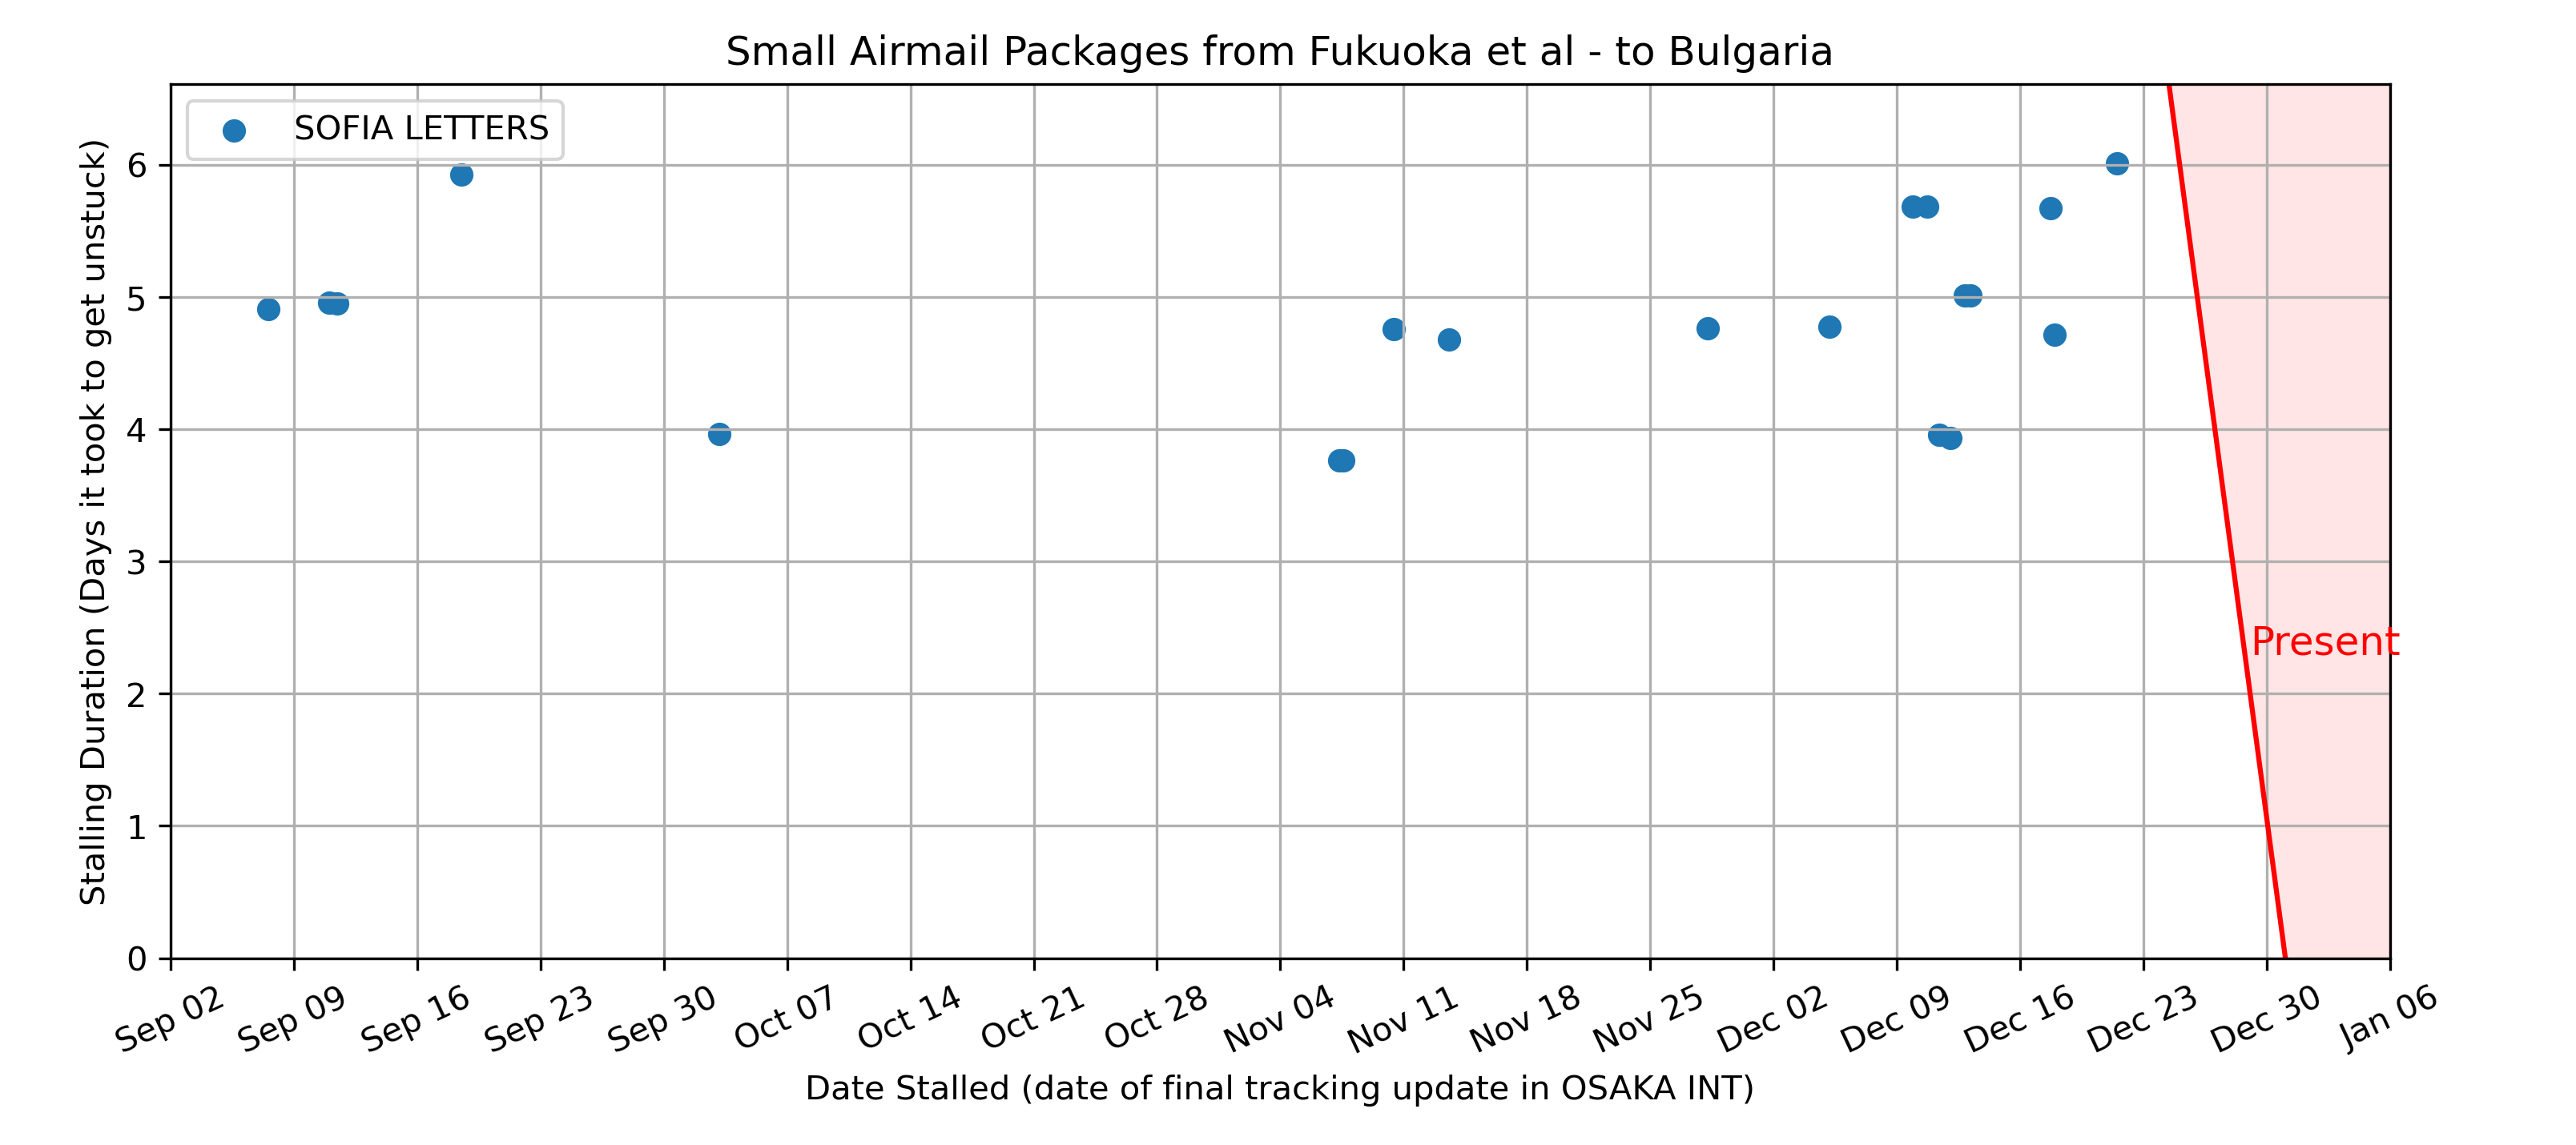 Small Airmail Packages from Fukuoka et al - to Bulgaria
SOFIA LETTERS
Stalling Duration (Days it took to get unstuck)
6
5
4
3
2
1
0
Present
Sep 02
Sep 09
Sep 16
Sep 23
Sep 30
Oct 07
Oct 14
Oct 21
Oct 28
Nov 04
Nov 11
Nov 18
Nov 25
Dec 02
Dec 09
Dec 16
Dec 23
Dec 30
Jan 06
Date Stalled (date of final tracking update in OSAKA INT)